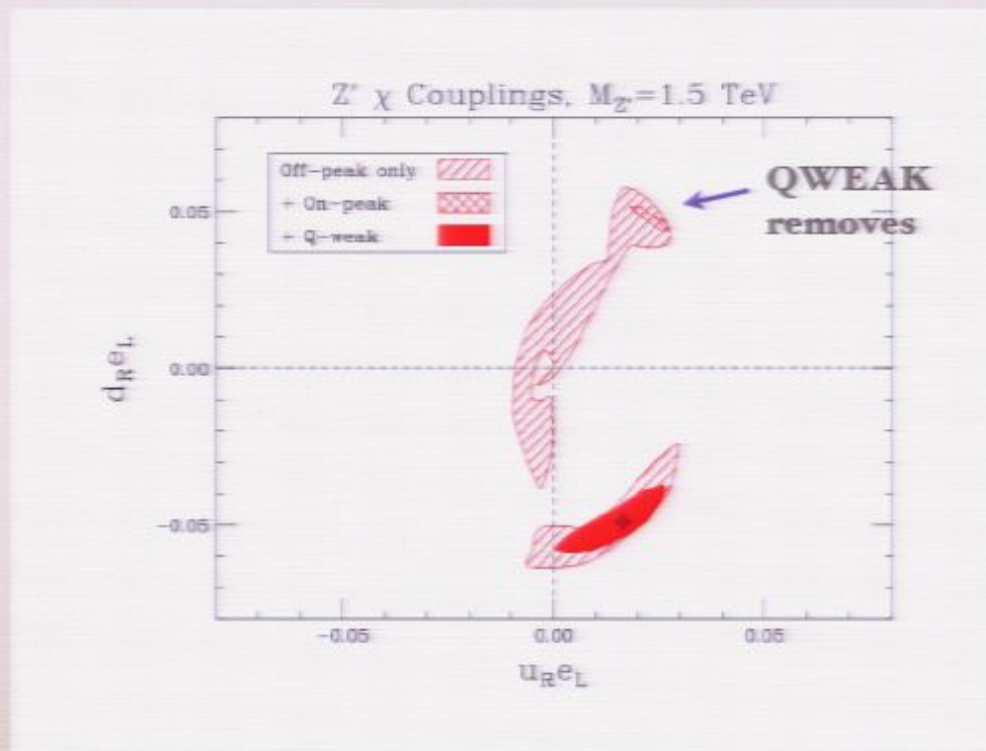 Z' χ Couplings, M_Z'=1.5 TeV
Off-peak only
+ On-peak
+ Q-weak
QWEAK
removes
0.05
0.00
-0.05
d_R e_L
-0.05
0.00
0.05
u_R e_L